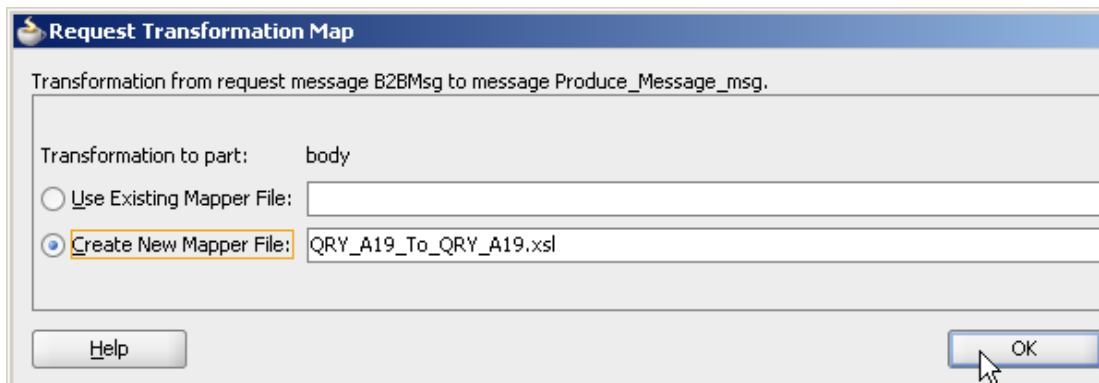 Request Transformation Map
Transformation from request message B2BMsg to message Produce_Message_msg.
Transformation to part: body
Use Existing Mapper File:
Create New Mapper File: QRY_A19_To_QRY_A19.xsl
Help OK